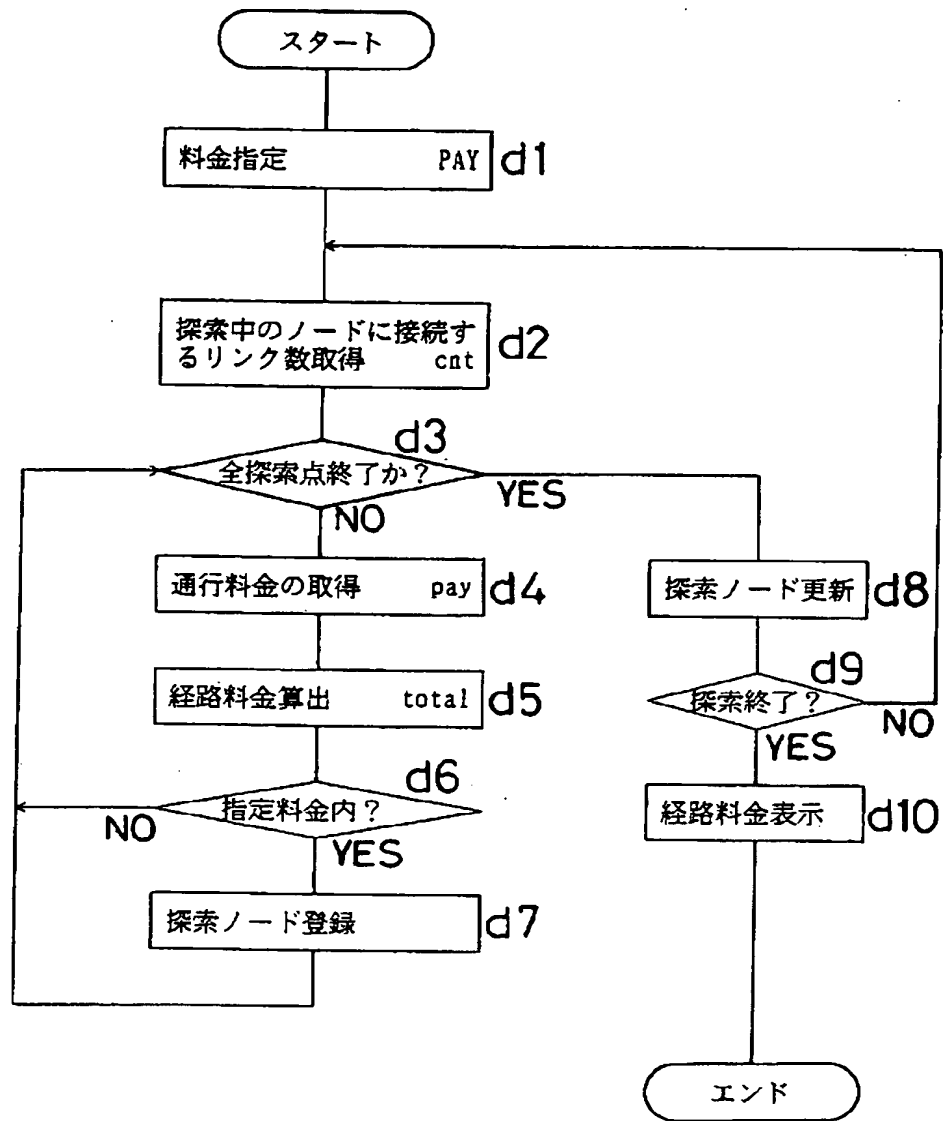 スタート
料金指定 PAY d1
探索中のノードに接続す
るリンク数取得 cnt d2
d3
全探索点終了か?
YES
NO
通行料金の取得 pay d4
経路料金算出 total d5
d6
指定料金内?
NO
YES
探索ノード登録 d7
探索ノード更新 d8
d9
探索終了?
NO
YES
経路料金表示 d10
エンド